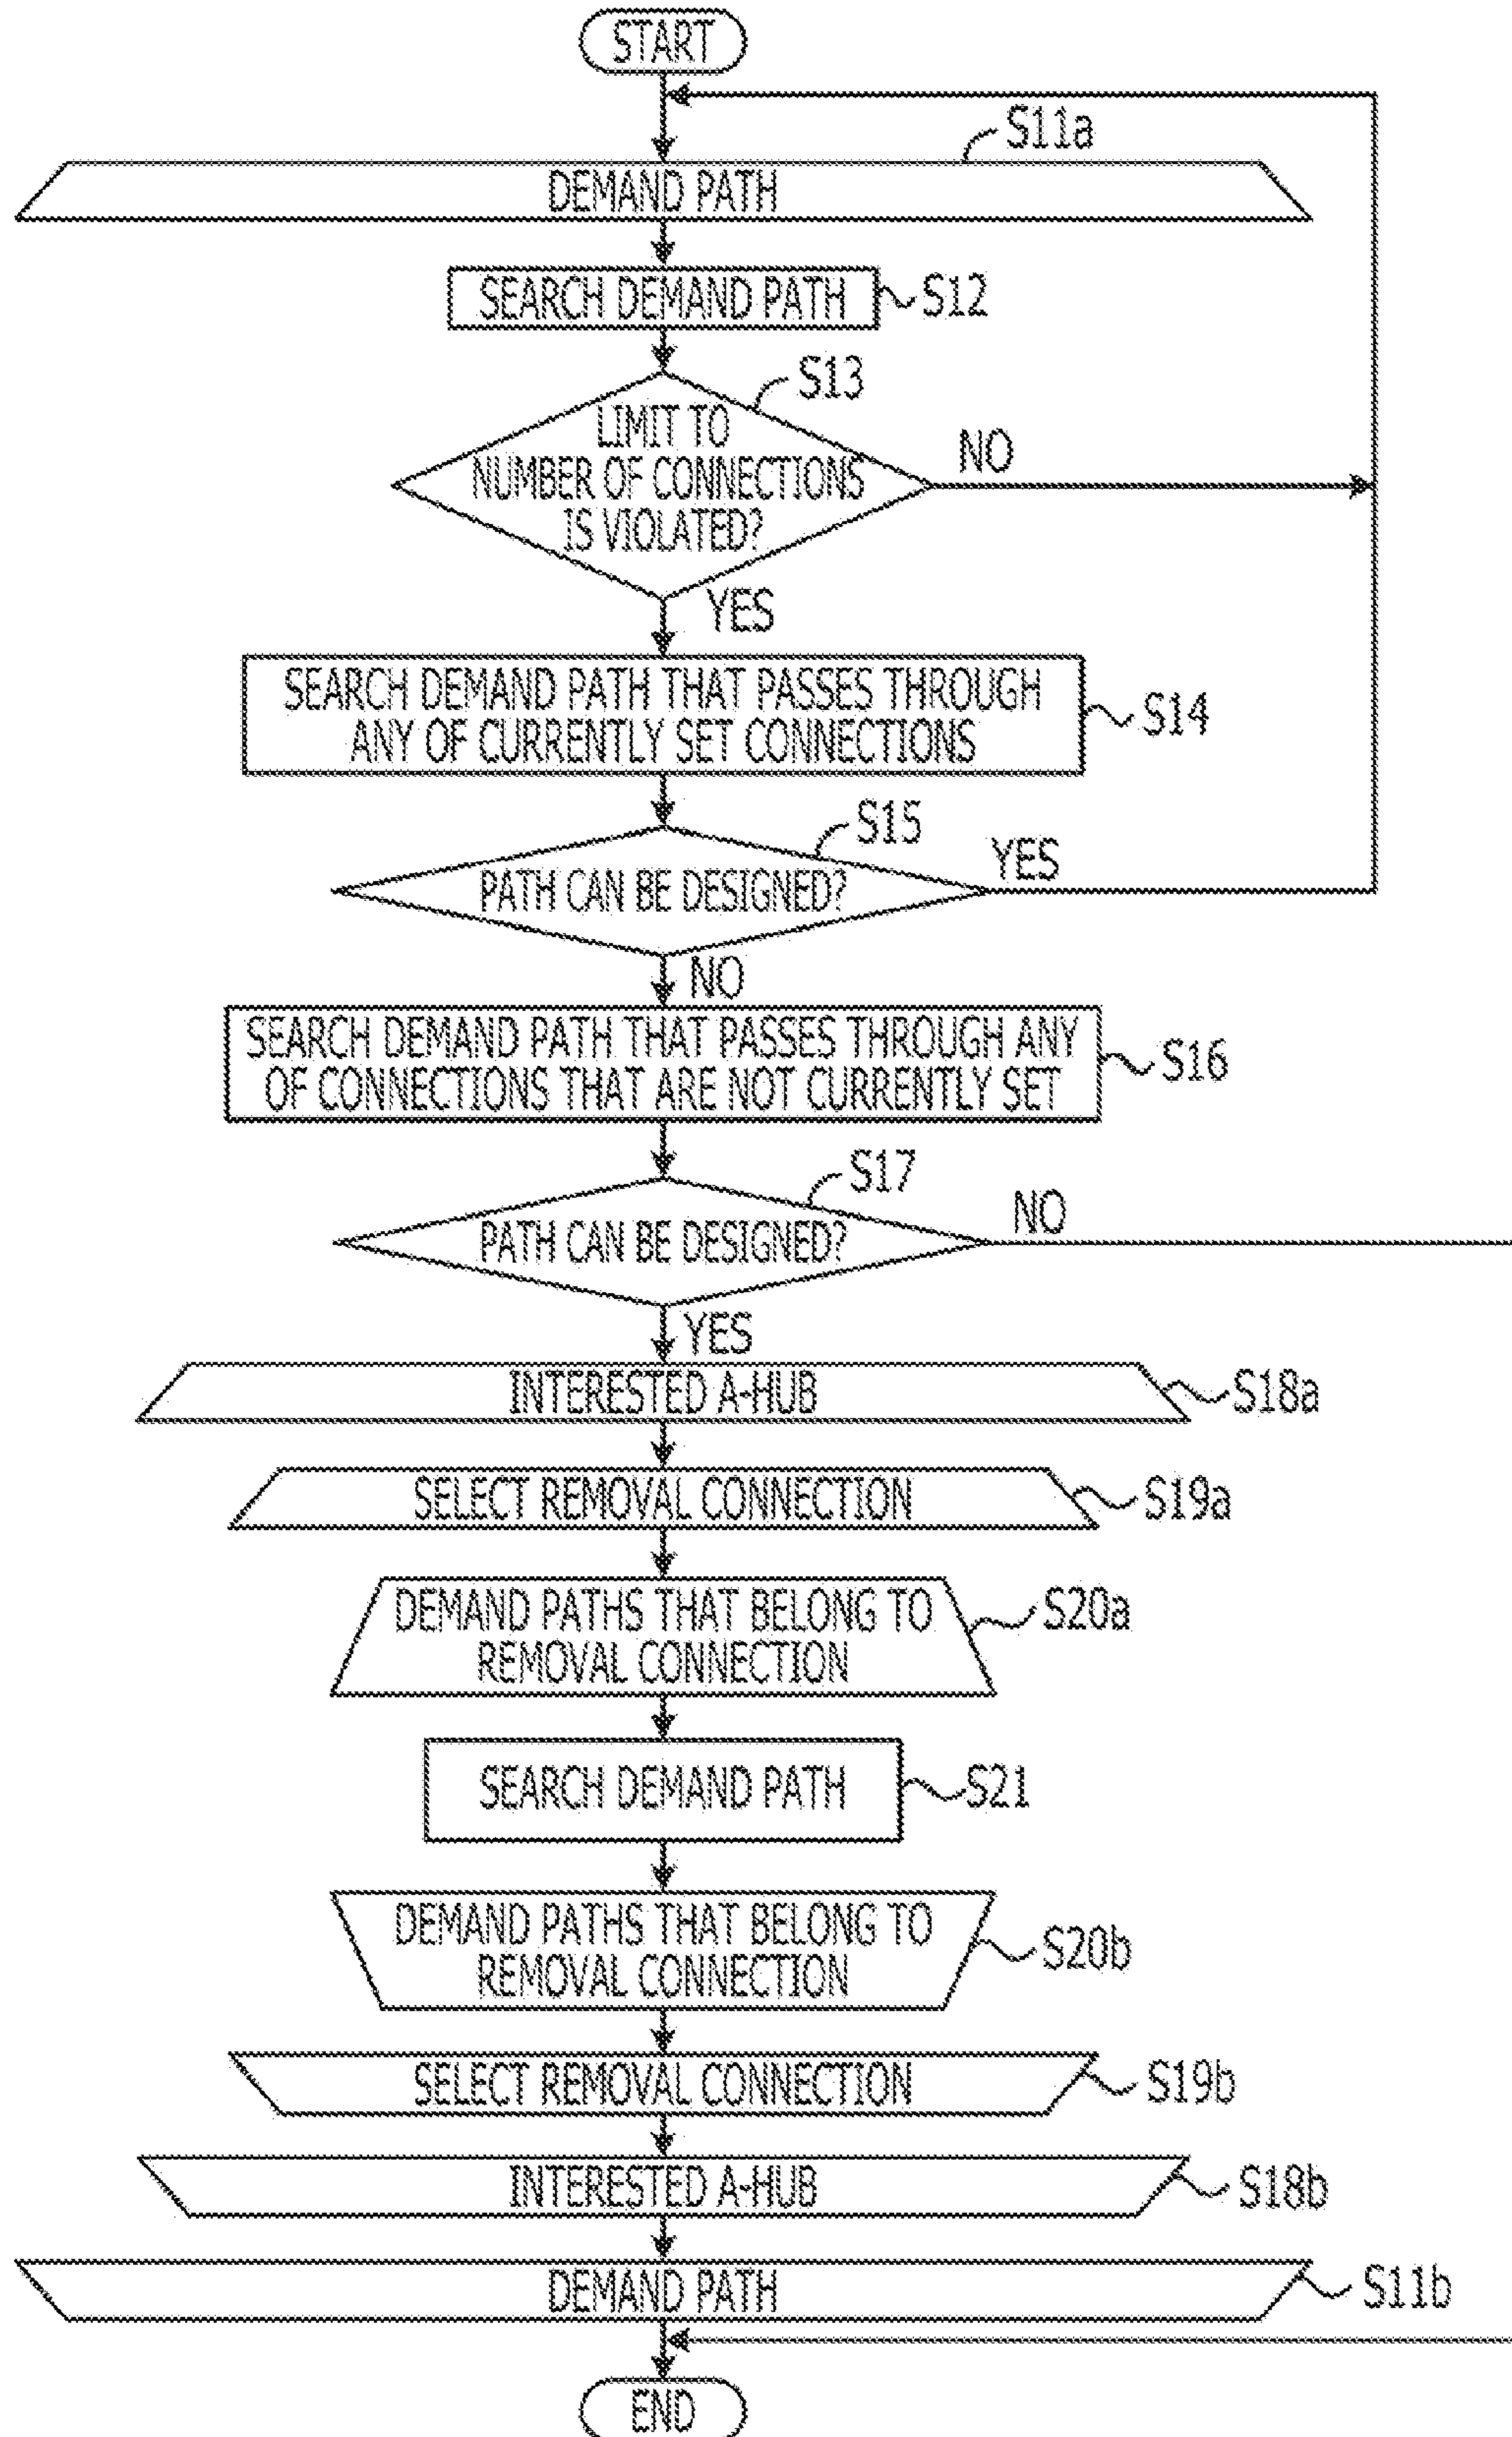 START
S11a
DEMAND PATH
SEARCH DEMAND PATH
S12
S13
LIMIT TO
NUMBER OF CONNECTIONS
IS VIOLATED?
NO
YES
SEARCH DEMAND PATH THAT PASSES THROUGH
ANY OF CURRENTLY SET CONNECTIONS
S14
S15
PATH CAN BE DESIGNED?
YES
NO
SEARCH DEMAND PATH THAT PASSES THROUGH ANY
OF CONNECTIONS THAT ARE NOT CURRENTLY SET
S16
S17
PATH CAN BE DESIGNED?
NO
YES
INTERESTED A-HUB
S18a
SELECT REMOVAL CONNECTION
S19a
DEMAND PATHS THAT BELONG TO
REMOVAL CONNECTION
S20a
SEARCH DEMAND PATH
S21
DEMAND PATHS THAT BELONG TO
REMOVAL CONNECTION
S20b
SELECT REMOVAL CONNECTION
S19b
INTERESTED A-HUB
S18b
DEMAND PATH
S11b
END